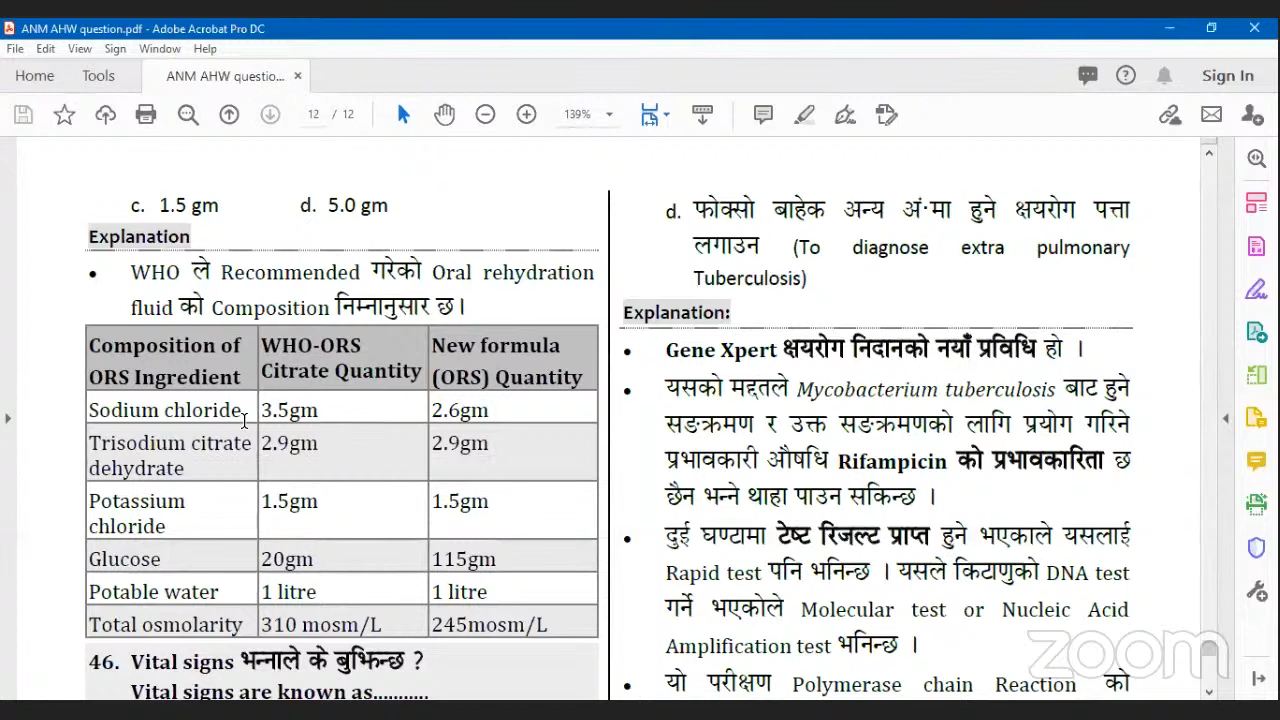 ANM AHW question.pdf - Adobe Acrobat Pro DC
File Edit View Sign Window Help
Home Tools ANM AHW questio... × Sign In
12 / 12 139%
c. 1.5 gm d. 5.0 gm
Explanation
• WHO ले Recommended गरेको Oral rehydration
fluid को Composition निम्नानुसार छ।
Composition of ORS Ingredient WHO-ORS Citrate Quantity New formula (ORS) Quantity
Sodium chloride 3.5gm 2.6gm
Trisodium citrate dehydrate 2.9gm 2.9gm
Potassium chloride 1.5gm 1.5gm
Glucose 20gm 115gm
Potable water 1 litre 1 litre
Total osmolarity 310 mosm/L 245mosm/L
46. Vital signs भन्नाले के बुझिन्छ ?
Vital signs are known as..........
d. फोक्सो बाहेक अन्य अं·मा हुने क्षयरोग पत्ता
लगाउन (To diagnose extra pulmonary
Tuberculosis)
Explanation:
• Gene Xpert क्षयरोग निदानको नयाँ प्रविधि हो ।
• यसको मद्दतले Mycobacterium tuberculosis बाट हुने
सङक्रमण र उक्त सङक्रमणको लागि प्रयोग गरिने
प्रभावकारी औषधि Rifampicin को प्रभावकारिता छ
छैन भन्ने थाहा पाउन सकिन्छ ।
• दुई घण्टामा टेष्ट रिजल्ट प्राप्त हुने भएकाले यसलाई
Rapid test पनि भनिन्छ । यसले किटाणुको DNA test
गर्ने भएकोले Molecular test or Nucleic Acid
Amplification test भनिन्छ ।
• यो परीक्षण Polymerase chain Reaction को
zoom